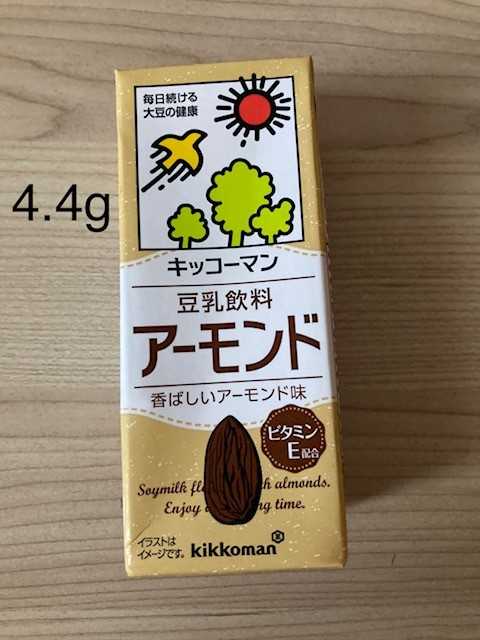 毎日続ける
大豆の健康
4.4g
キッコーマン
豆乳飲料
アーモンド
香ばしいアーモンド味
ビタミン
E配合
Soymilk almonds.
Enjoy time.
イラストは
イメージです。
kikkoman